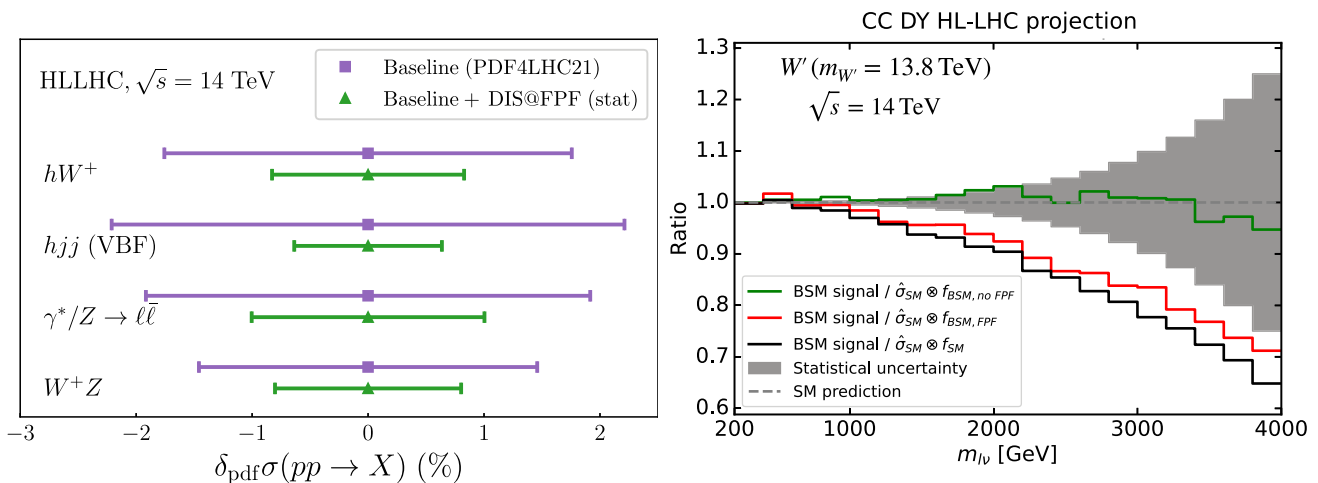 HLLHC, √s = 14 TeV
Baseline (PDF4LHC21)
Baseline + DIS@FPF (stat)
hW⁺
hjj (VBF)
γ*/Z → ℓℓ̄
W⁺Z
−3 −2 −1 0 1 2
δ_pdf σ(pp → X) (%)
CC DY HL-LHC projection
W′ (m_W′ = 13.8 TeV)
√s = 14 TeV
1.3
1.2
1.1
1.0
0.9
0.8
0.7
0.6
Ratio
BSM signal / σ̂_SM ⊗ f_BSM, no FPF
BSM signal / σ̂_SM ⊗ f_BSM, FPF
BSM signal / σ̂_SM ⊗ f_SM
Statistical uncertainty
SM prediction
200 1000 2000 3000 4000
m_lν [GeV]